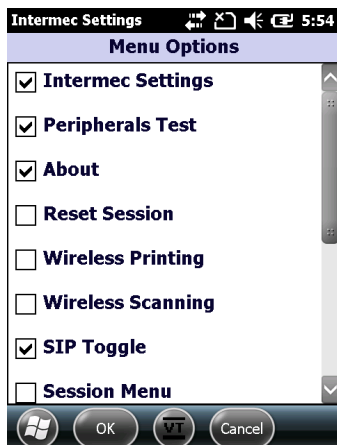 Intermec Settings 5:54
Menu Options
Intermec Settings
Peripherals Test
About
Reset Session
Wireless Printing
Wireless Scanning
SIP Toggle
Session Menu
OK VT Cancel